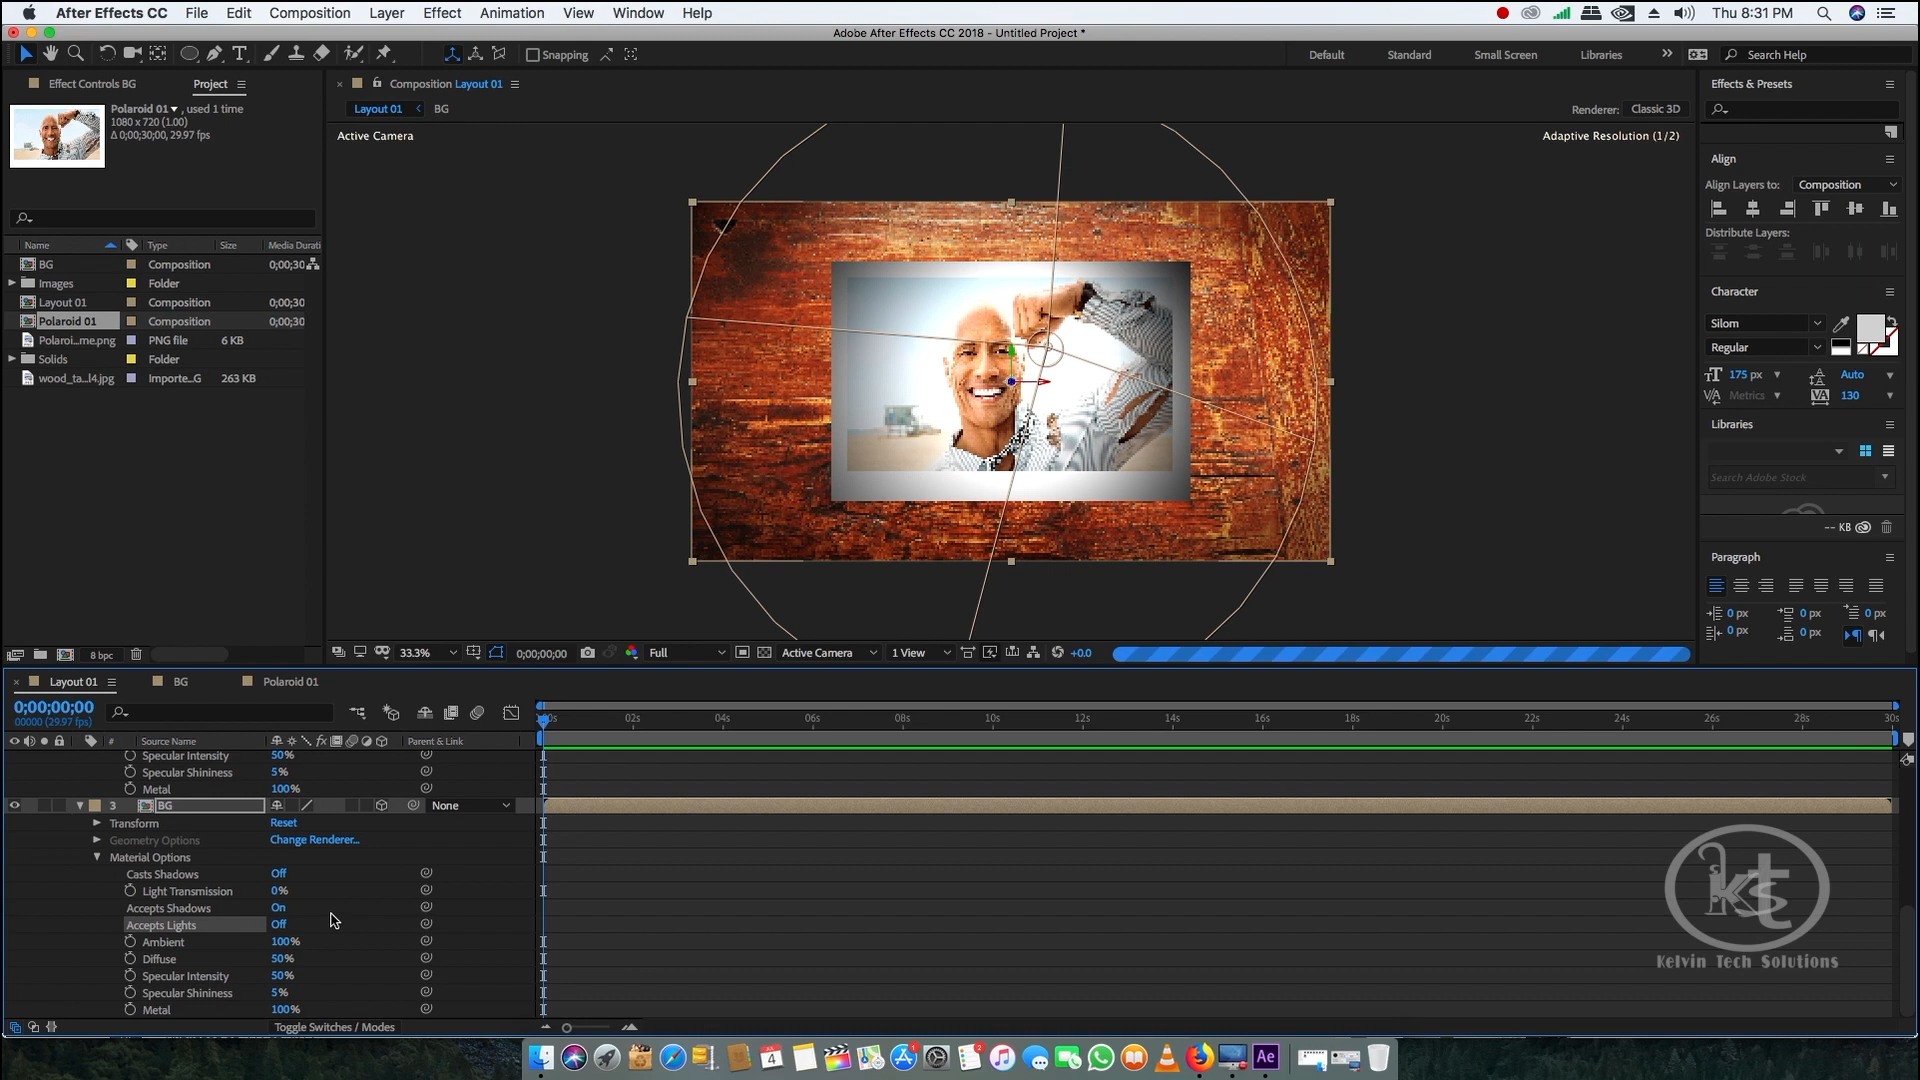 After Effects CC File Edit Composition Layer Effect Animation View Window Help Thu 8:31 PM
Adobe After Effects CC 2018 - Untitled Project *
Snapping Default Standard Small Screen Libraries Search Help
Effect Controls BG Project
Composition Layout 01
Effects & Presets
Polaroid 01 , used 1 time
1080 x 720 (1.00)
Δ 0;00;30;00, 29.97 fps
Layout 01 BG
Renderer: Classic 3D
Active Camera
Adaptive Resolution (1/2)
Align
Align Layers to: Composition
Distribute Layers:
Name Type Size Media Durati
BG Composition 0;00;30
Images Folder
Layout 01 Composition 0;00;30
Polaroid 01 Composition 0;00;30
Polaroi...me.png PNG file 6 KB
Solids Folder
wood_ta...l4.jpg Importe...G 263 KB
Character
Silom
Regular
175 px Auto
Metrics 130
Libraries
Search Adobe Stock
-- KB
Paragraph
0 px 0 px 0 px
0 px 0 px
8 bpc
33.3% 0;00;00;00 Full Active Camera 1 View +0.0
Layout 01 BG Polaroid 01
0;00;00;00
00000 (29.97 fps)
02s 04s 06s 08s 10s 12s 14s 16s 18s 20s 22s 24s 26s 28s 30s
# Source Name Parent & Link
Specular Intensity 50%
Specular Shininess 5%
Metal 100%
3 BG None
Transform Reset
Geometry Options Change Renderer...
Material Options
Casts Shadows Off
Light Transmission 0%
Accepts Shadows On
Accepts Lights Off
Ambient 100%
Diffuse 50%
Specular Intensity 50%
Specular Shininess 5%
Metal 100%
Toggle Switches / Modes
kts
Kelvin Tech Solutions
4
1
2
Ae